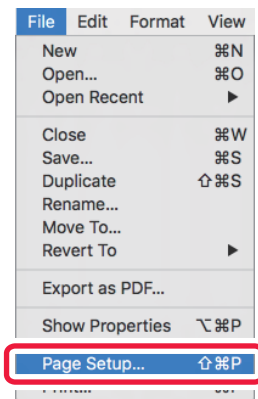 File Edit Format View
New ⌘N
Open... ⌘O
Open Recent ▶
Close ⌘W
Save... ⌘S
Duplicate ⇧⌘S
Rename...
Move To...
Revert To ▶
Export as PDF...
Show Properties ⌥⌘P
Page Setup... ⇧⌘P